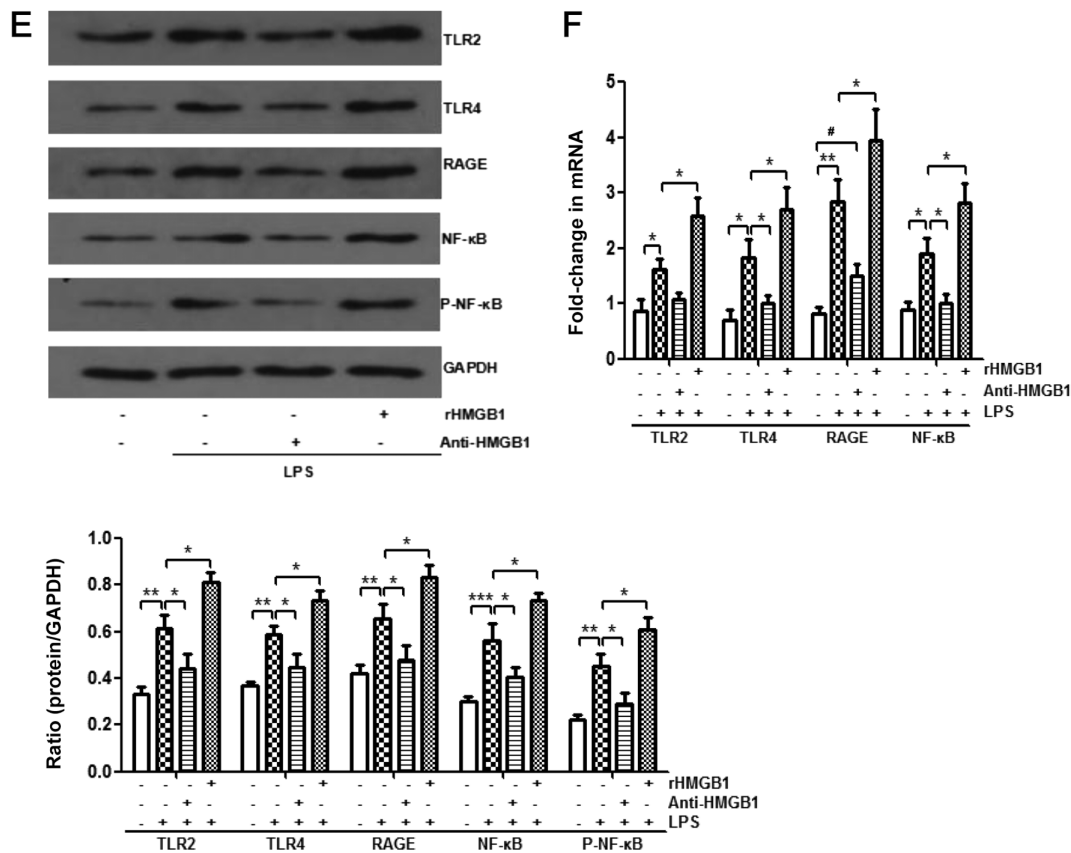 E
TLR2
TLR4
RAGE
NF-κB
P-NF-κB
GAPDH
- - - + rHMGB1
- - + - Anti-HMGB1
LPS
F
Fold-change in mRNA
5
4
3
2
1
0
* * * * * * # ** * * * *
- - - + - - - + - - - + - - - + rHMGB1
- - + - - - + - - - + - - - + - Anti-HMGB1
- + + + - + + + - + + + - + + + LPS
TLR2 TLR4 RAGE NF-κB
Ratio (protein/GAPDH)
1.0
0.8
0.6
0.4
0.2
0.0
** * * ** * * ** * * *** * * ** * *
- - - + - - - + - - - + - - - + - - - + rHMGB1
- - + - - - + - - - + - - - + - - - + - Anti-HMGB1
- + + + - + + + - + + + - + + + - + + + LPS
TLR2 TLR4 RAGE NF-κB P-NF-κB